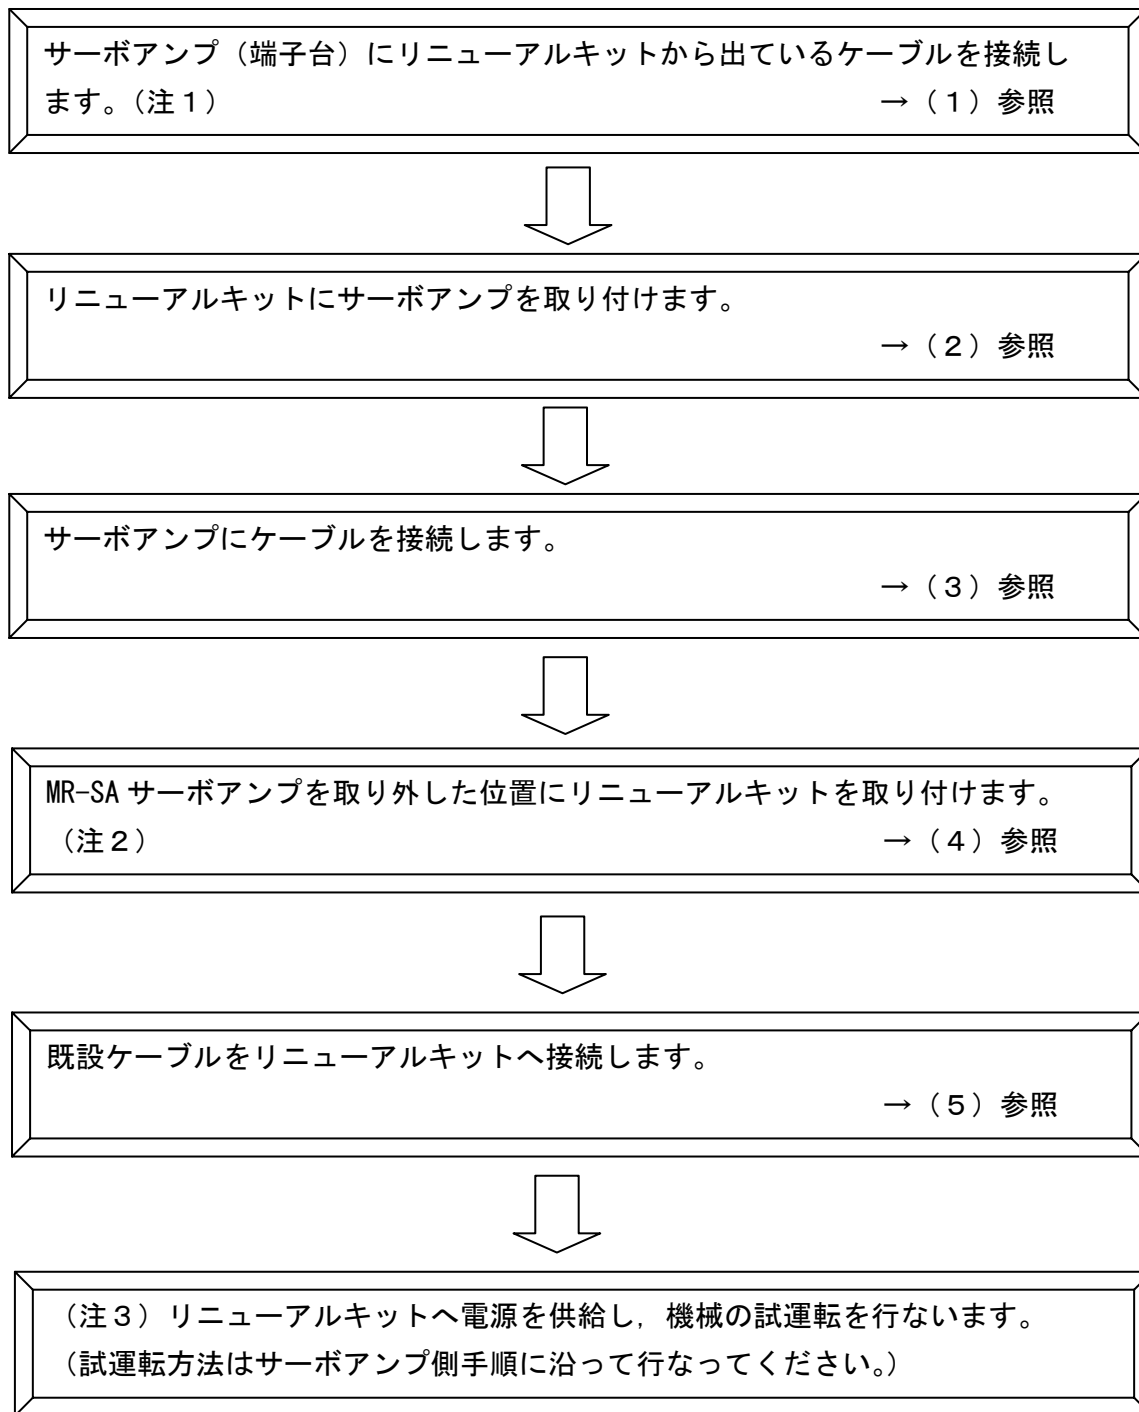 サーボアンプ（端子台）にリニューアルキットから出ているケーブルを接続し
ます。（注１） →（１）参照
リニューアルキットにサーボアンプを取り付けます。
→（２）参照
サーボアンプにケーブルを接続します。
→（３）参照
MR-SA サーボアンプを取り外した位置にリニューアルキットを取り付けます。
（注２） →（４）参照
既設ケーブルをリニューアルキットへ接続します。
→（５）参照
（注３）リニューアルキットへ電源を供給し，機械の試運転を行ないます。
（試運転方法はサーボアンプ側手順に沿って行なってください。）